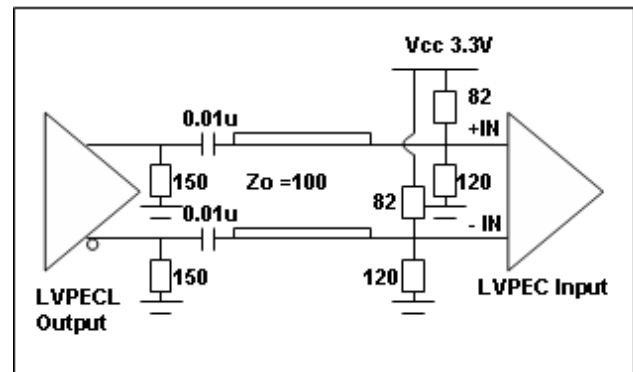 Vcc 3.3V
82
0.01u
+IN
150
Zo =100
120
0.01u
82
- IN
150
120
LVPECL
Output
LVPEC Input